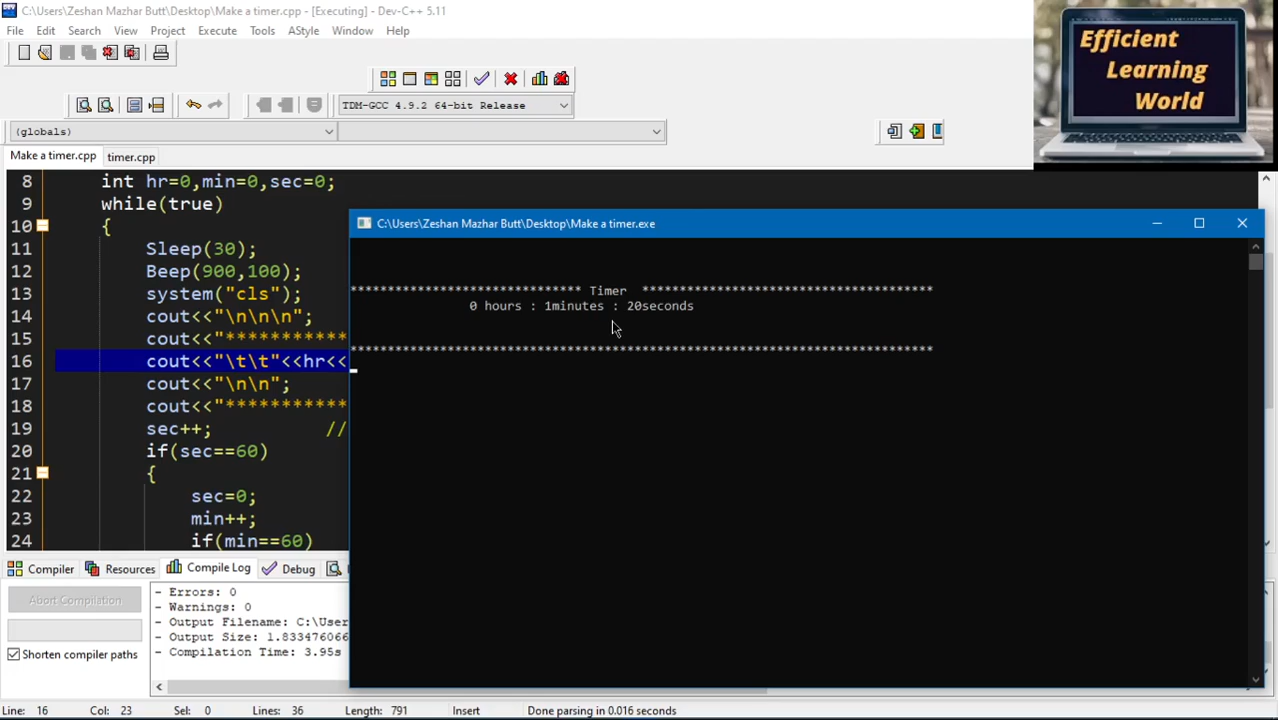 C:\Users\Zeshan Mazhar Butt\Desktop\Make a timer.cpp - [Executing] - Dev-C++ 5.11
File Edit Search View Project Execute Tools AStyle Window Help
TDM-GCC 4.9.2 64-bit Release
(globals)
Make a timer.cpp timer.cpp
Efficient
Learning
World
8 int hr=0,min=0,sec=0;
9 while(true)
10 {
11 Sleep(30);
12 Beep(900,100);
13 system("cls");
14 cout<<"\n\n\n";
15 cout<<"***********
16 cout<<"\t\t"<<hr<<
17 cout<<"\n\n";
18 cout<<"***********
19 sec++; //
20 if(sec==60)
21 {
22 sec=0;
23 min++;
24 if(min==60)
C:\Users\Zeshan Mazhar Butt\Desktop\Make a timer.exe
****************************** Timer **************************************
0 hours : 1minutes : 20seconds
****************************************************************************
Compiler Resources Compile Log Debug
Abort Compilation
Shorten compiler paths
- Errors: 0
- Warnings: 0
- Output Filename: C:\User
- Output Size: 1.833476066
- Compilation Time: 3.95s
Line: 16 Col: 23 Sel: 0 Lines: 36 Length: 791 Insert Done parsing in 0.016 seconds